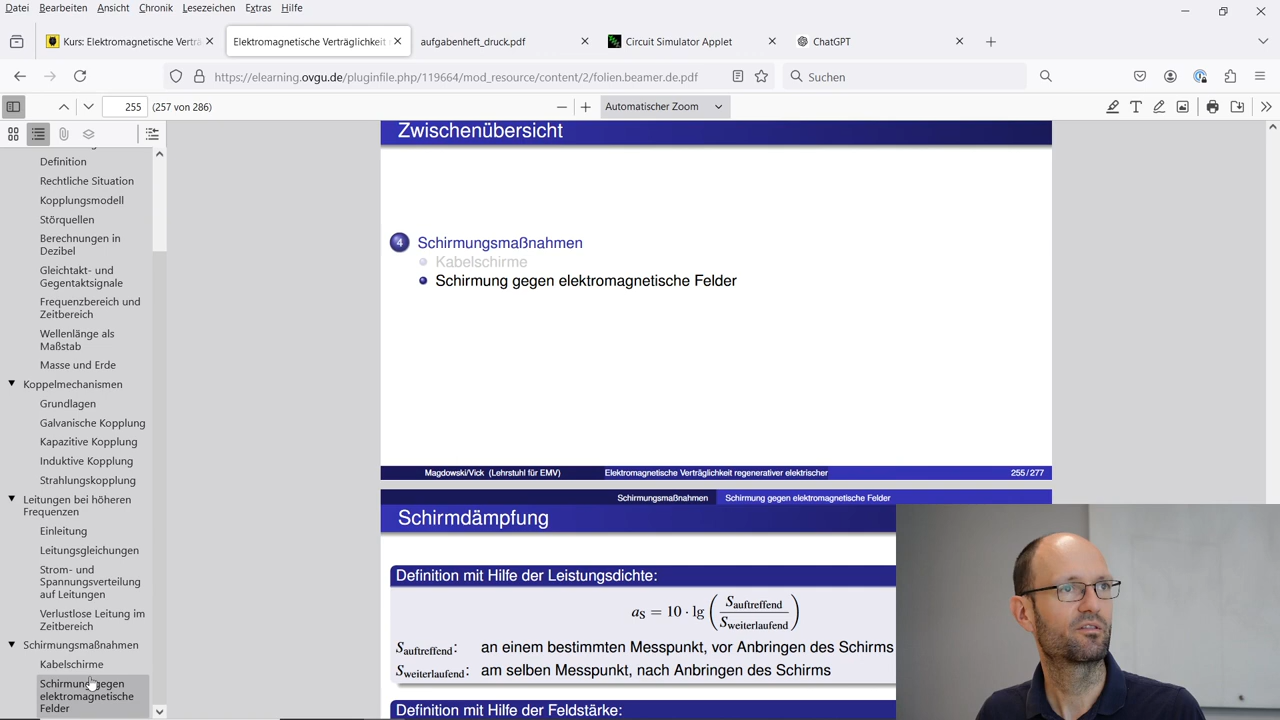 Datei Bearbeiten Ansicht Chronik Lesezeichen Extras Hilfe
Kurs: Elektromagnetische Verträ
Elektromagnetische Verträglichkeit
aufgabenheft_druck.pdf
Circuit Simulator Applet
ChatGPT
https://elearning.ovgu.de/pluginfile.php/119664/mod_resource/content/2/folien.beamer.de.pdf
Suchen
255 (257 von 286)
Automatischer Zoom
Definition
Rechtliche Situation
Kopplungsmodell
Störquellen
Berechnungen in
Dezibel
Gleichtakt- und
Gegentaktsignale
Frequenzbereich und
Zeitbereich
Wellenlänge als
Maßstab
Masse und Erde
Koppelmechanismen
Grundlagen
Galvanische Kopplung
Kapazitive Kopplung
Induktive Kopplung
Strahlungskopplung
Leitungen bei höheren
Frequenzen
Einleitung
Leitungsgleichungen
Strom- und
Spannungsverteilung
auf Leitungen
Verlustlose Leitung im
Zeitbereich
Schirmungsmaßnahmen
Kabelschirme
Schirmung gegen
elektromagnetische
Felder
Zwischenübersicht
4 Schirmungsmaßnahmen
Kabelschirme
Schirmung gegen elektromagnetische Felder
Magdowski/Vick (Lehrstuhl für EMV) Elektromagnetische Verträglichkeit regenerativer elektrischer 255/277
Schirmungsmaßnahmen Schirmung gegen elektromagnetische Felder
Schirmdämpfung
Definition mit Hilfe der Leistungsdichte:
a_S = 10 · lg (S_auftreffend / S_weiterlaufend)
S_auftreffend: an einem bestimmten Messpunkt, vor Anbringen des Schirms
S_weiterlaufend: am selben Messpunkt, nach Anbringen des Schirms
Definition mit Hilfe der Feldstärke: